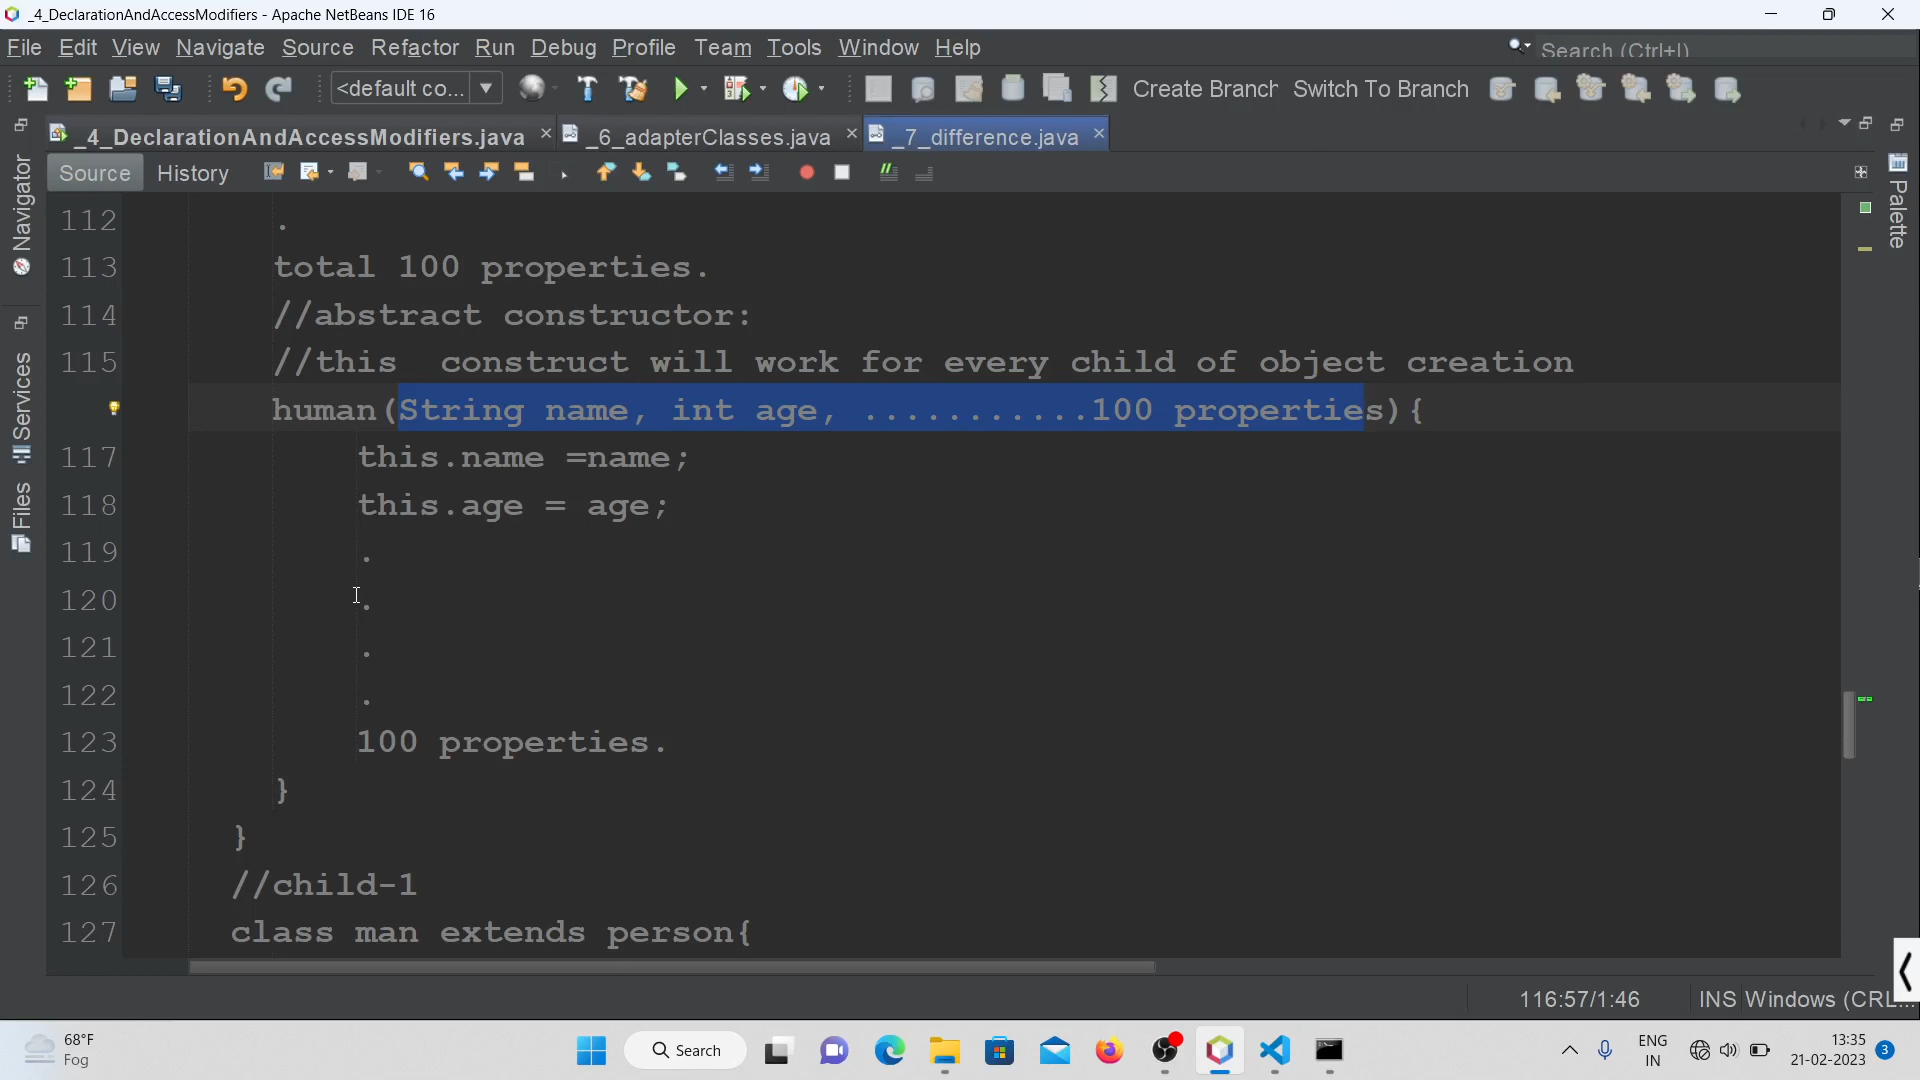 _4_DeclarationAndAccessModifiers - Apache NetBeans IDE 16
File Edit View Navigate Source Refactor Run Debug Profile Team Tools Window Help
Search (Ctrl+I)
<default co... Create Branch Switch To Branch
_4_DeclarationAndAccessModifiers.java _6_adapterClasses.java _7_difference.java
Source History
Navigator
Services
Files
Palette
112 .
113 total 100 properties.
114 //abstract constructor:
115 //this  construct will work for every child of object creation
human(String name, int age, ...........100 properties){
117 this.name =name;
118 this.age = age;
119 .
120 .
121 .
122 .
123 100 properties.
124 }
125 }
126 //child-1
127 class man extends person{
116:57/1:46 INS Windows (CRL...
68°F
Fog
Search
ENG
IN
13:35
21-02-2023
3